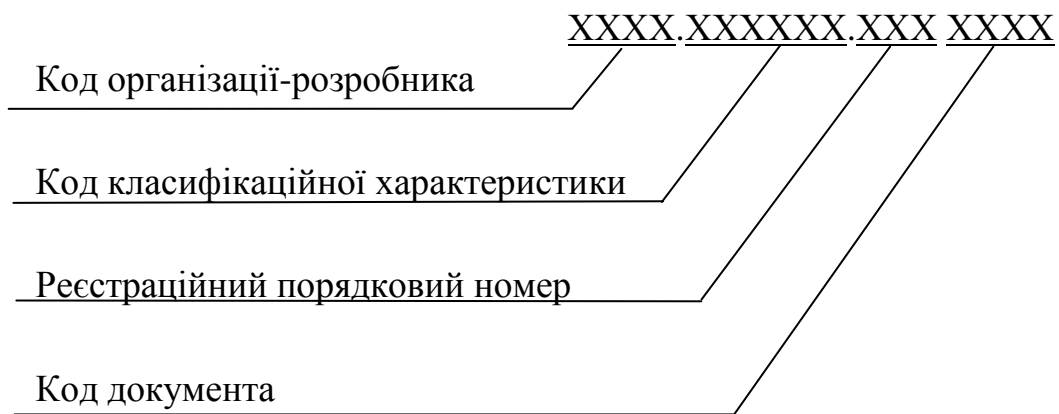 ХХХХ.ХХХХХХ.ХХХ ХХХХ
Код організації-розробника
Код класифікаційної характеристики
Реєстраційний порядковий номер
Код документа